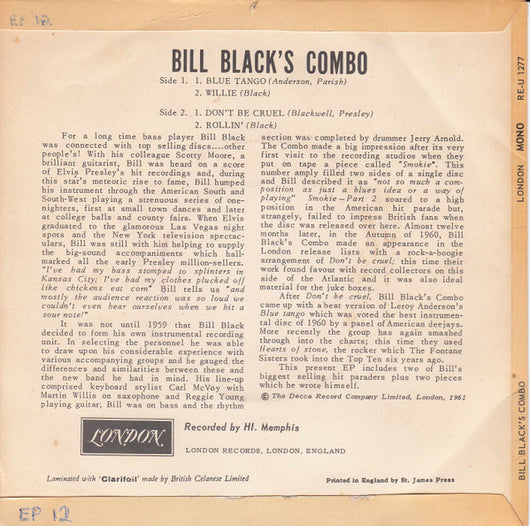 EP 12
BILL BLACK'S COMBO
Side 1. 1. BLUE TANGO (Anderson, Parish)
2. WILLIE (Black)
Side 2. 1. DON'T BE CRUEL (Blackwell, Presley)
2. ROLLIN' (Black)
For a long time bass player Bill Black
was connected with top selling discs....other
people's! With his colleague Scotty Moore, a
brilliant guitarist, Bill was heard on a score
of Elvis Presley's hit recordings and, during
this star's meteoric rise to fame, Bill humped
his instrument through the American South and
South-West playing a strenuous series of one-
nighters, first at small town dances and later
at college balls and county fairs. When Elvis
graduated to the glamorous Las Vegas night
spots and the New York television spectac-
ulars, Bill was still with him helping to supply
the big-sound accompaniments which hall-
marked all the early Presley million-sellers.
"I've had my bass stomped to splinters in
Kansas City; I've had my clothes plucked off
like chickens eat corn" Bill tells us "and
mostly the audience reaction was so loud we
couldn't even hear ourselves when we hit a
sour note!"
It was not until 1959 that Bill Black
decided to form his own instrumental recording
unit. In selecting the personnel he was able
to draw upon his considerable experience with
various accompanying groups and he gauged the
differences and similarities between these and
the new band he had in mind. His line-up
comprised keyboard stylist Carl McVoy with
Martin Willis on saxophone and Reggie Young
playing guitar; Bill was on bass and the rhythm
section was completed by drummer Jerry Arnold.
The Combo made a big impression after its very
first visit to the recording studios when they
put on tape a piece called "Smokie". This
number amply filled two sides of a single disc
and Bill described it as "not so much a com-
position as just a blues idea or a way of
playing" Smokie—Part 2 soared to a high
position in the American hit parade but,
strangely, failed to impress British fans when
the disc was released over here. Almost twelve
months later, in the Autumn of 1960, Bill
Black's Combo made an appearance in the
London release lists with a rock-a-boogie
arrangement of Don't be cruel; this time their
work found favour with record collectors on this
side of the Atlantic and it was also ideal
material for the juke boxes.
After Don't be cruel, Bill Black's Combo
came up with a beat version of Leroy Anderson's
Blue tango which was voted the best instrumen-
tal disc of 1960 by a panel of American deejays.
More recently the group has again smashed
through into the charts; this time they used
Hearts of stone, the rocker which The Fontane
Sisters took into the Top Ten six years ago.
This present EP includes two of Bill's
biggest selling hit paraders plus two pieces
which he wrote himself.
℗ The Decca Record Company Limited, London, 1961
LONDON
Recorded by HI. Memphis
LONDON RECORDS, LONDON, ENGLAND
Laminated with 'Clarifoil' made by British Celanese Limited
Printed in England by St. James Press
EP 12
LONDON MONO RE-U 1277
BILL BLACK'S COMBO